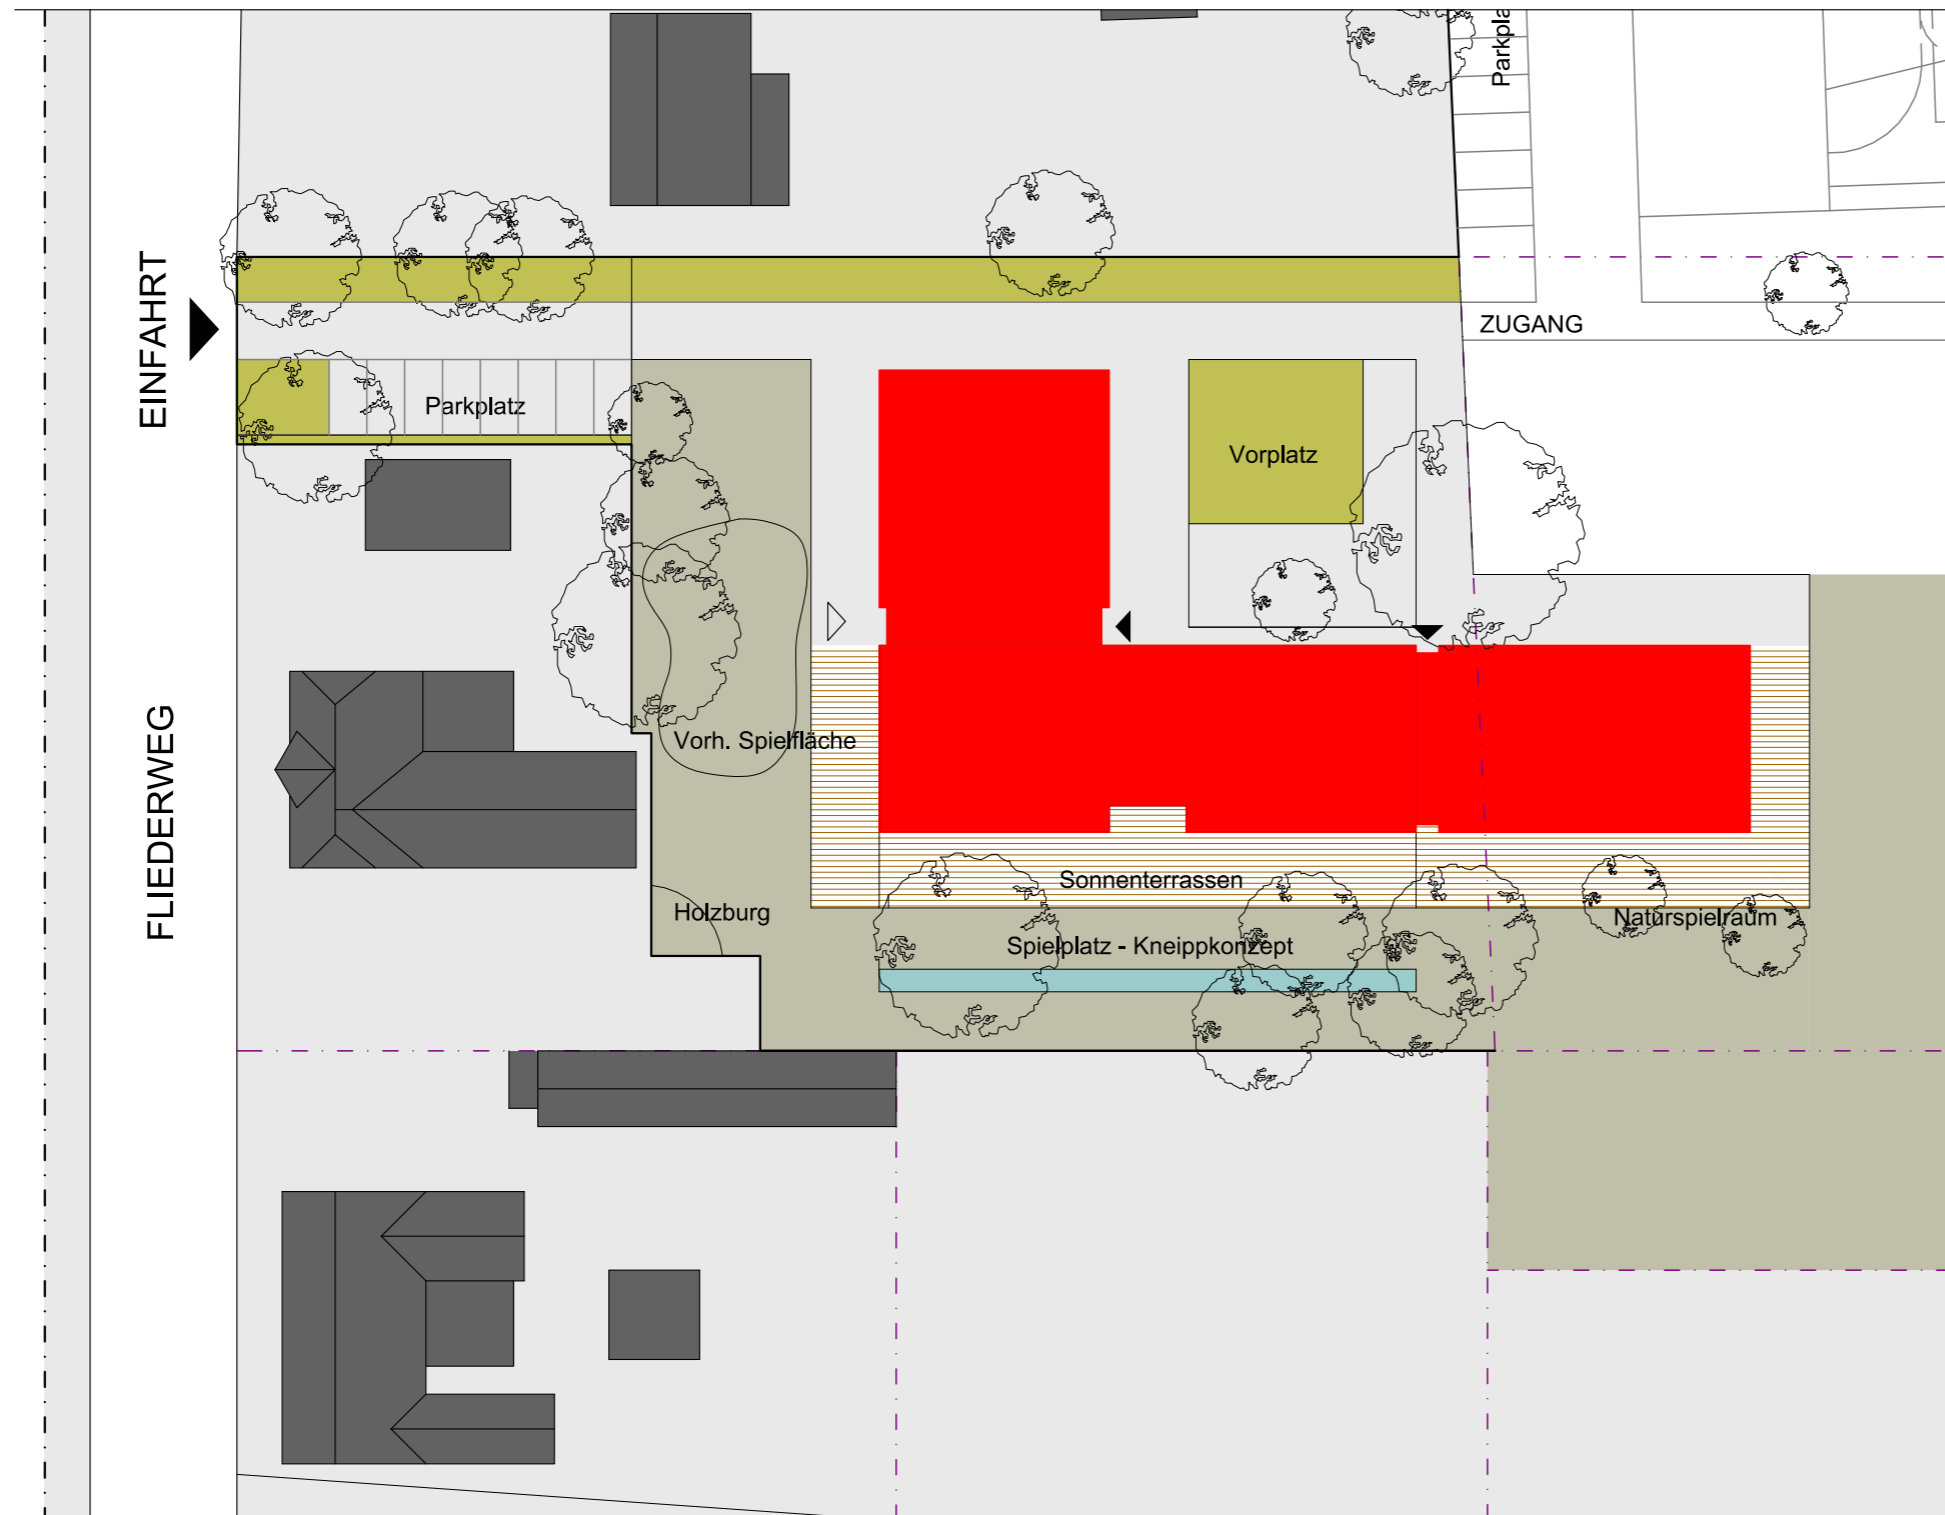 Parkpla
EINFAHRT
ZUGANG
Parkplatz
Vorplatz
FLIEDERWEG
Vorh. Spielfläche
Sonnenterrassen
Holzburg
Naturspielraum
Spielplatz - Kneippkonzept